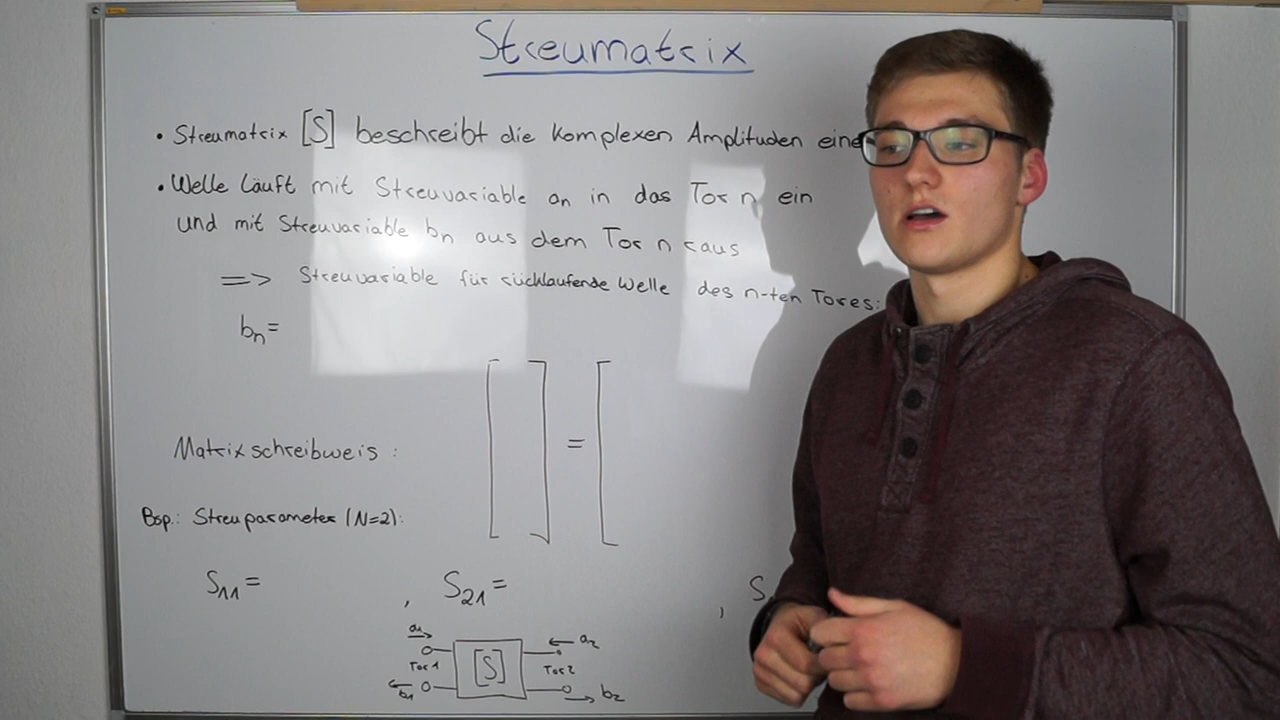 Streumatrix
• Streumatrix [S] beschreibt die komplexen Amplituden eine
• Welle läuft mit Streuvariable an in das Tor n ein
und mit Streuvariable bn aus dem Tor n raus
=> Streuvariable für rücklaufende Welle des n-ten Tores:
bn=
[ ] = [
Matrixschreibweis :
Bsp.: Streuparameter (N=2):
S11= , S21= , S
a1 a2
Tor 1 [S] Tor 2
b1 b2